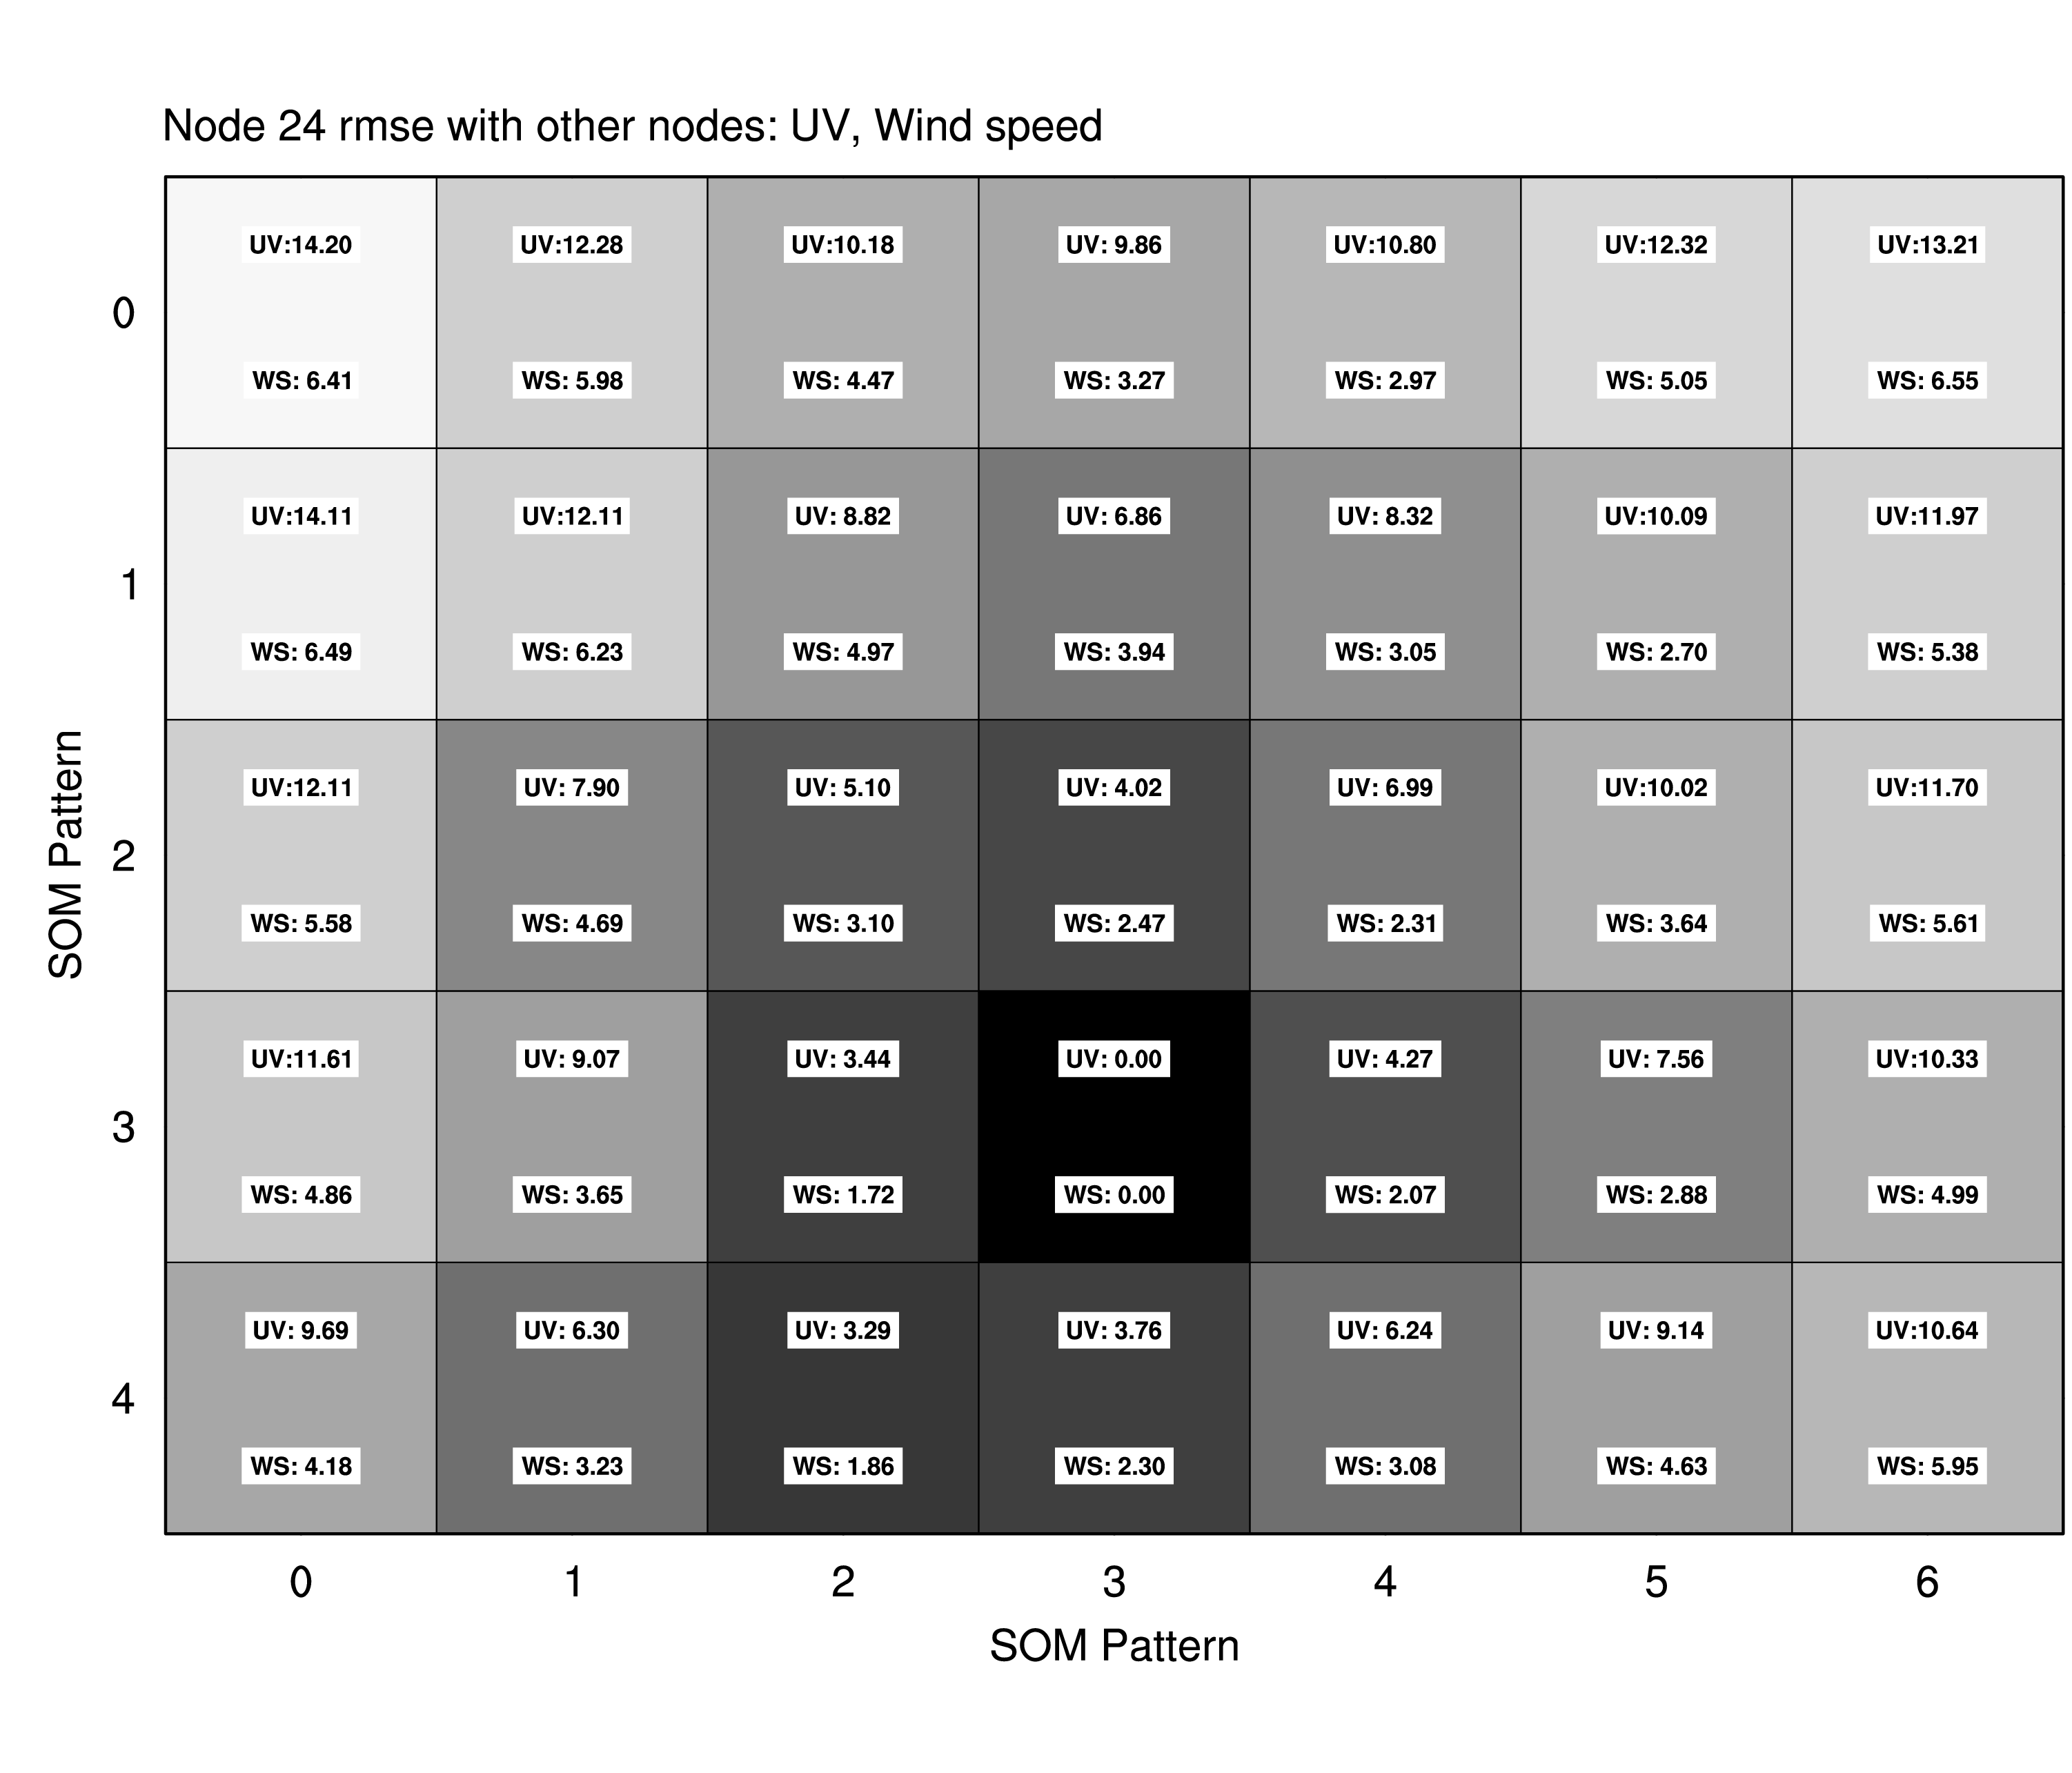 Node 24 rmse with other nodes: UV, Wind speed
UV:14.20 UV:12.28 UV:10.18 UV: 9.86 UV:10.80 UV:12.32 UV:13.21
0
WS: 6.41 WS: 5.98 WS: 4.47 WS: 3.27 WS: 2.97 WS: 5.05 WS: 6.55
UV:14.11 UV:12.11 UV: 8.82 UV: 6.86 UV: 8.32 UV:10.09 UV:11.97
1
WS: 6.49 WS: 6.23 WS: 4.97 WS: 3.94 WS: 3.05 WS: 2.70 WS: 5.38
SOM Pattern
UV:12.11 UV: 7.90 UV: 5.10 UV: 4.02 UV: 6.99 UV:10.02 UV:11.70
2
WS: 5.58 WS: 4.69 WS: 3.10 WS: 2.47 WS: 2.31 WS: 3.64 WS: 5.61
UV:11.61 UV: 9.07 UV: 3.44 UV: 0.00 UV: 4.27 UV: 7.56 UV:10.33
3
WS: 4.86 WS: 3.65 WS: 1.72 WS: 0.00 WS: 2.07 WS: 2.88 WS: 4.99
UV: 9.69 UV: 6.30 UV: 3.29 UV: 3.76 UV: 6.24 UV: 9.14 UV:10.64
4
WS: 4.18 WS: 3.23 WS: 1.86 WS: 2.30 WS: 3.08 WS: 4.63 WS: 5.95
0 1 2 3 4 5 6
SOM Pattern